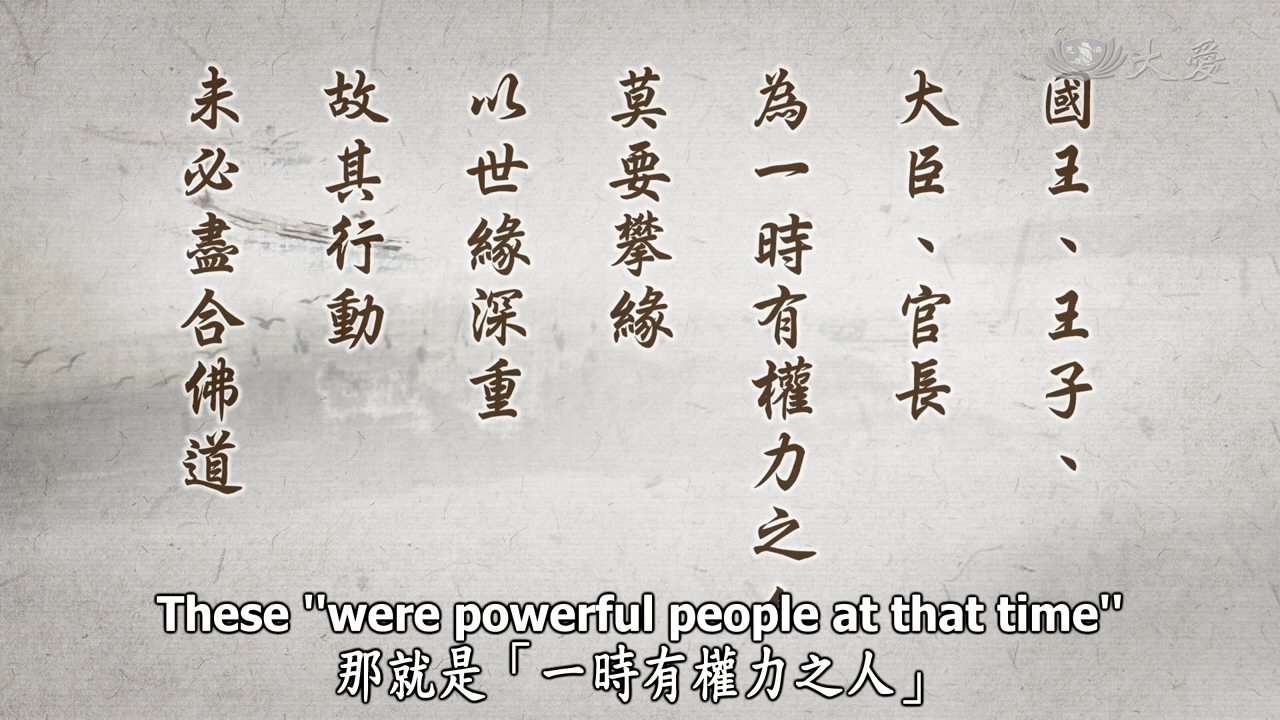 大愛
國王、王子、
大臣、官長
為一時有權力之人
莫要攀緣
以世緣深重
故其行動
未必盡合佛道
These "were powerful people at that time"
那就是「一時有權力之人」